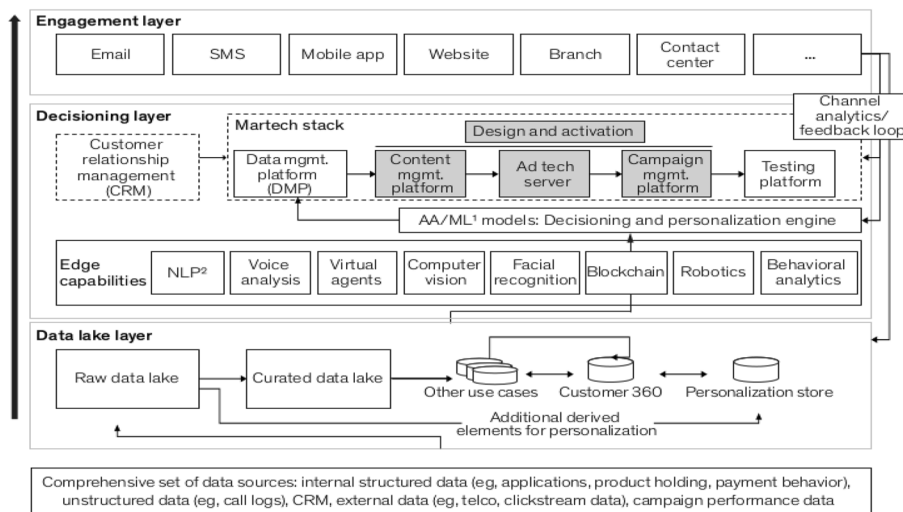 Engagement layer
Email
SMS
Mobile app
Website
Branch
Contact
center
...
Channel
analytics/
feedback loop
Decisioning layer
Customer
relationship
management
(CRM)
Martech stack
Design and activation
Data mgmt.
platform
(DMP)
Content
mgmt.
platform
Ad tech
server
Campaign
mgmt.
platform
Testing
platform
AA/ML¹ models: Decisioning and personalization engine
Edge
capabilities
NLP²
Voice
analysis
Virtual
agents
Computer
vision
Facial
recognition
Blockchain
Robotics
Behavioral
analytics
Data lake layer
Raw data lake
Curated data lake
Other use cases
Customer 360
Personalization store
Additional derived
elements for personalization
Comprehensive set of data sources: internal structured data (eg, applications, product holding, payment behavior),
unstructured data (eg, call logs), CRM, external data (eg, telco, clickstream data), campaign performance data